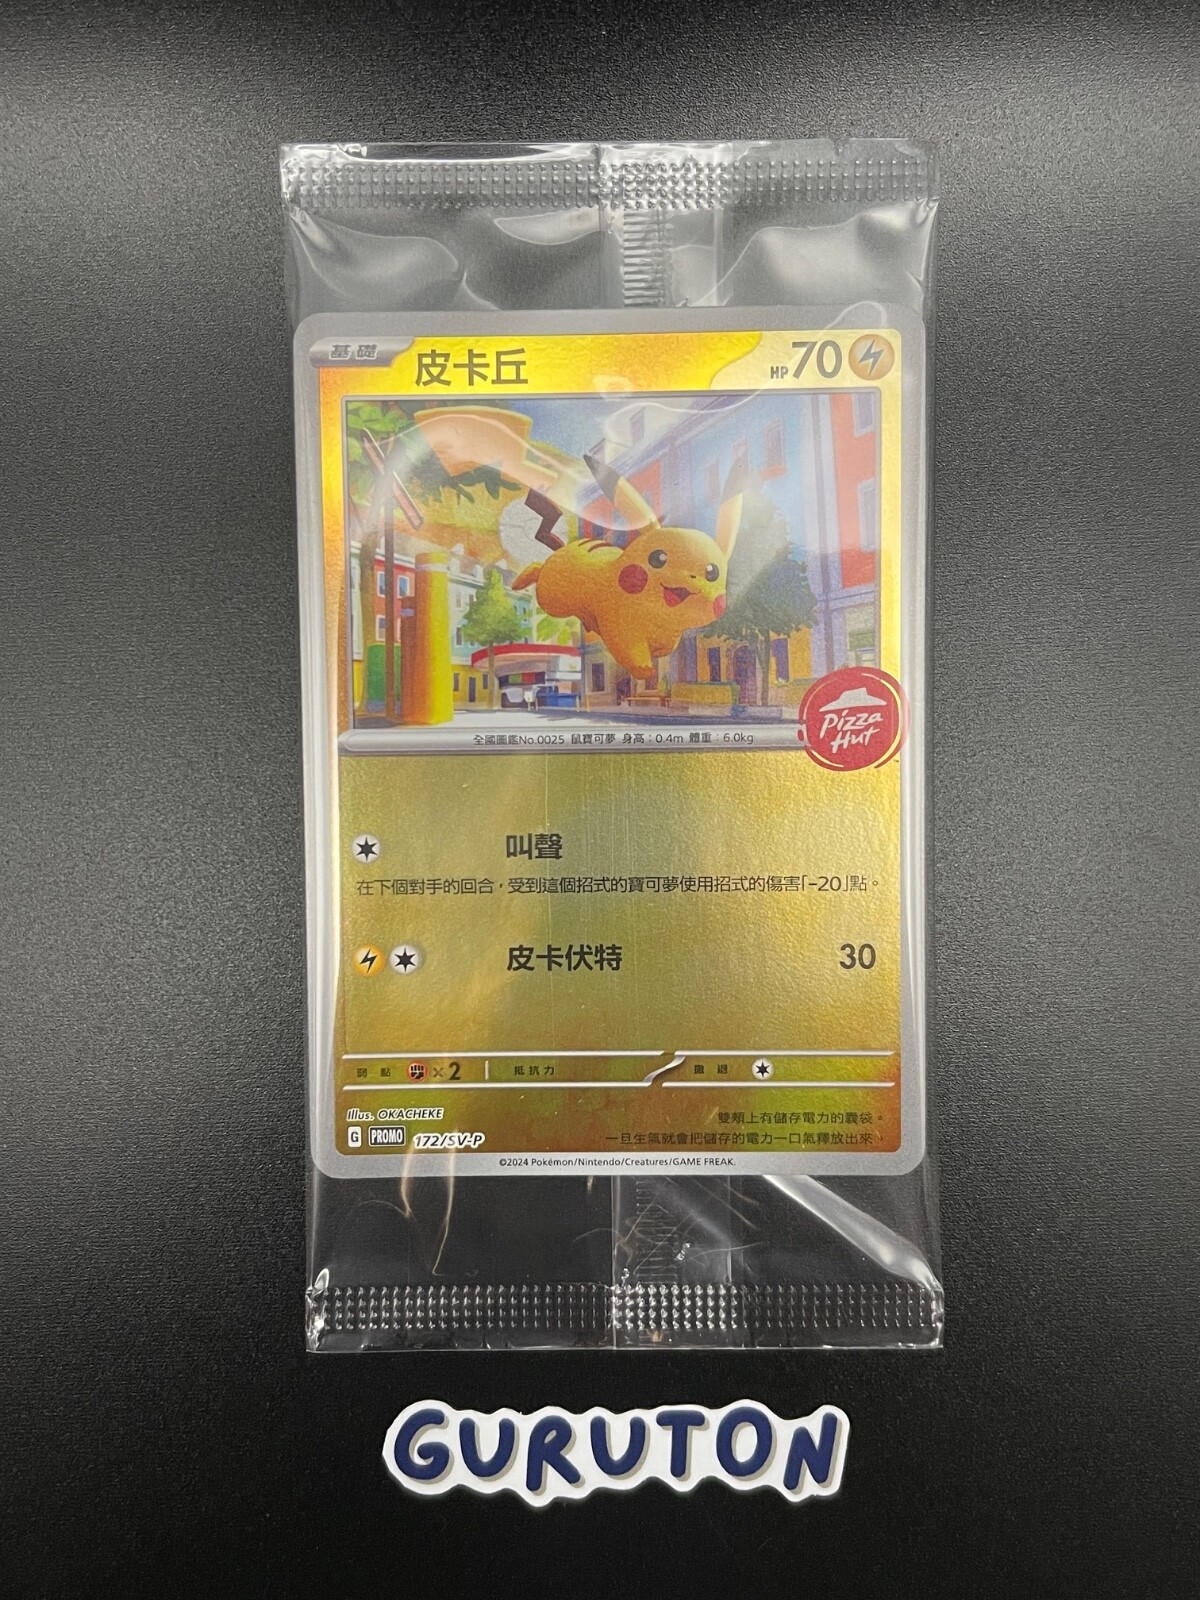 基礎
皮卡丘
HP70
Pizza
Hut
全國圖鑑No.0025 鼠寶可夢 身高:0.4m 體重:6.0kg
叫聲
在下個對手的回合，受到這個招式的寶可夢使用招式的傷害「-20」點。
皮卡伏特 30
弱點 ×2 抵抗力 撤退
Illus. OKACHEKE
G PROMO 172/SV-P
雙頰上有儲存電力的囊袋。
一旦生氣就會把儲存的電力一口氣釋放出來。
©2024 Pokémon/Nintendo/Creatures/GAME FREAK.
GURUTON